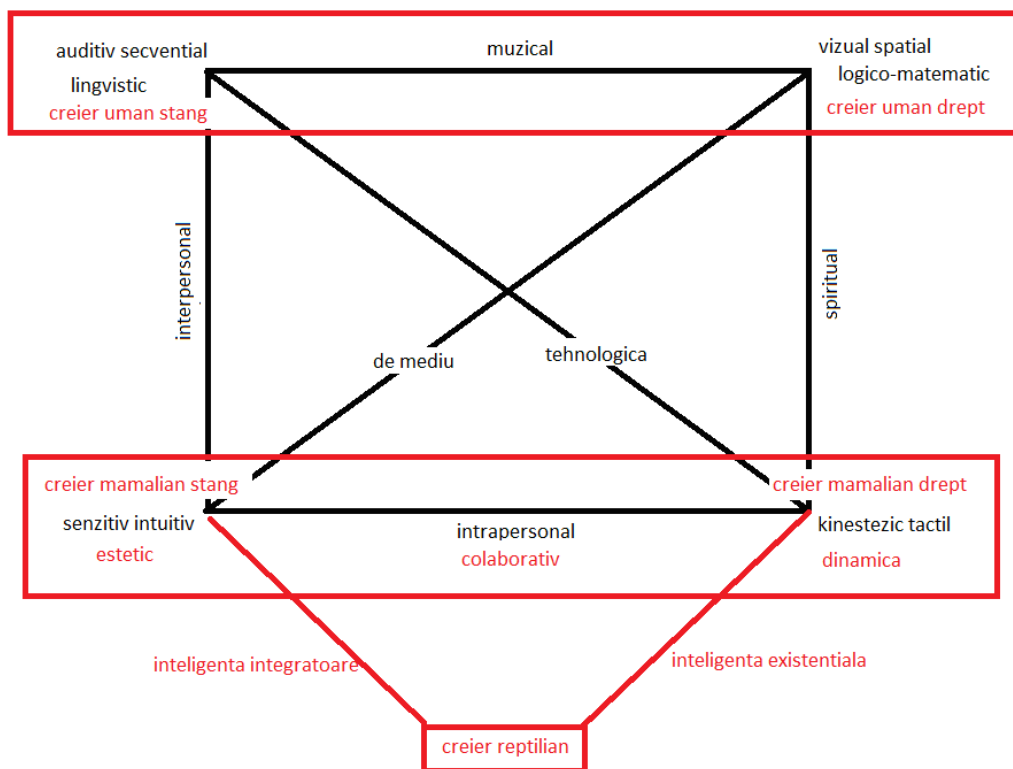 auditiv secvential
muzical
vizual spatial
lingvistic
logico-matematic
creier uman stang
creier uman drept
interpersonal
spiritual
de mediu
tehnologica
creier mamalian stang
creier mamalian drept
senzitiv intuitiv
intrapersonal
kinestezic tactil
estetic
colaborativ
dinamica
inteligenta integratoare
inteligenta existentiala
creier reptilian